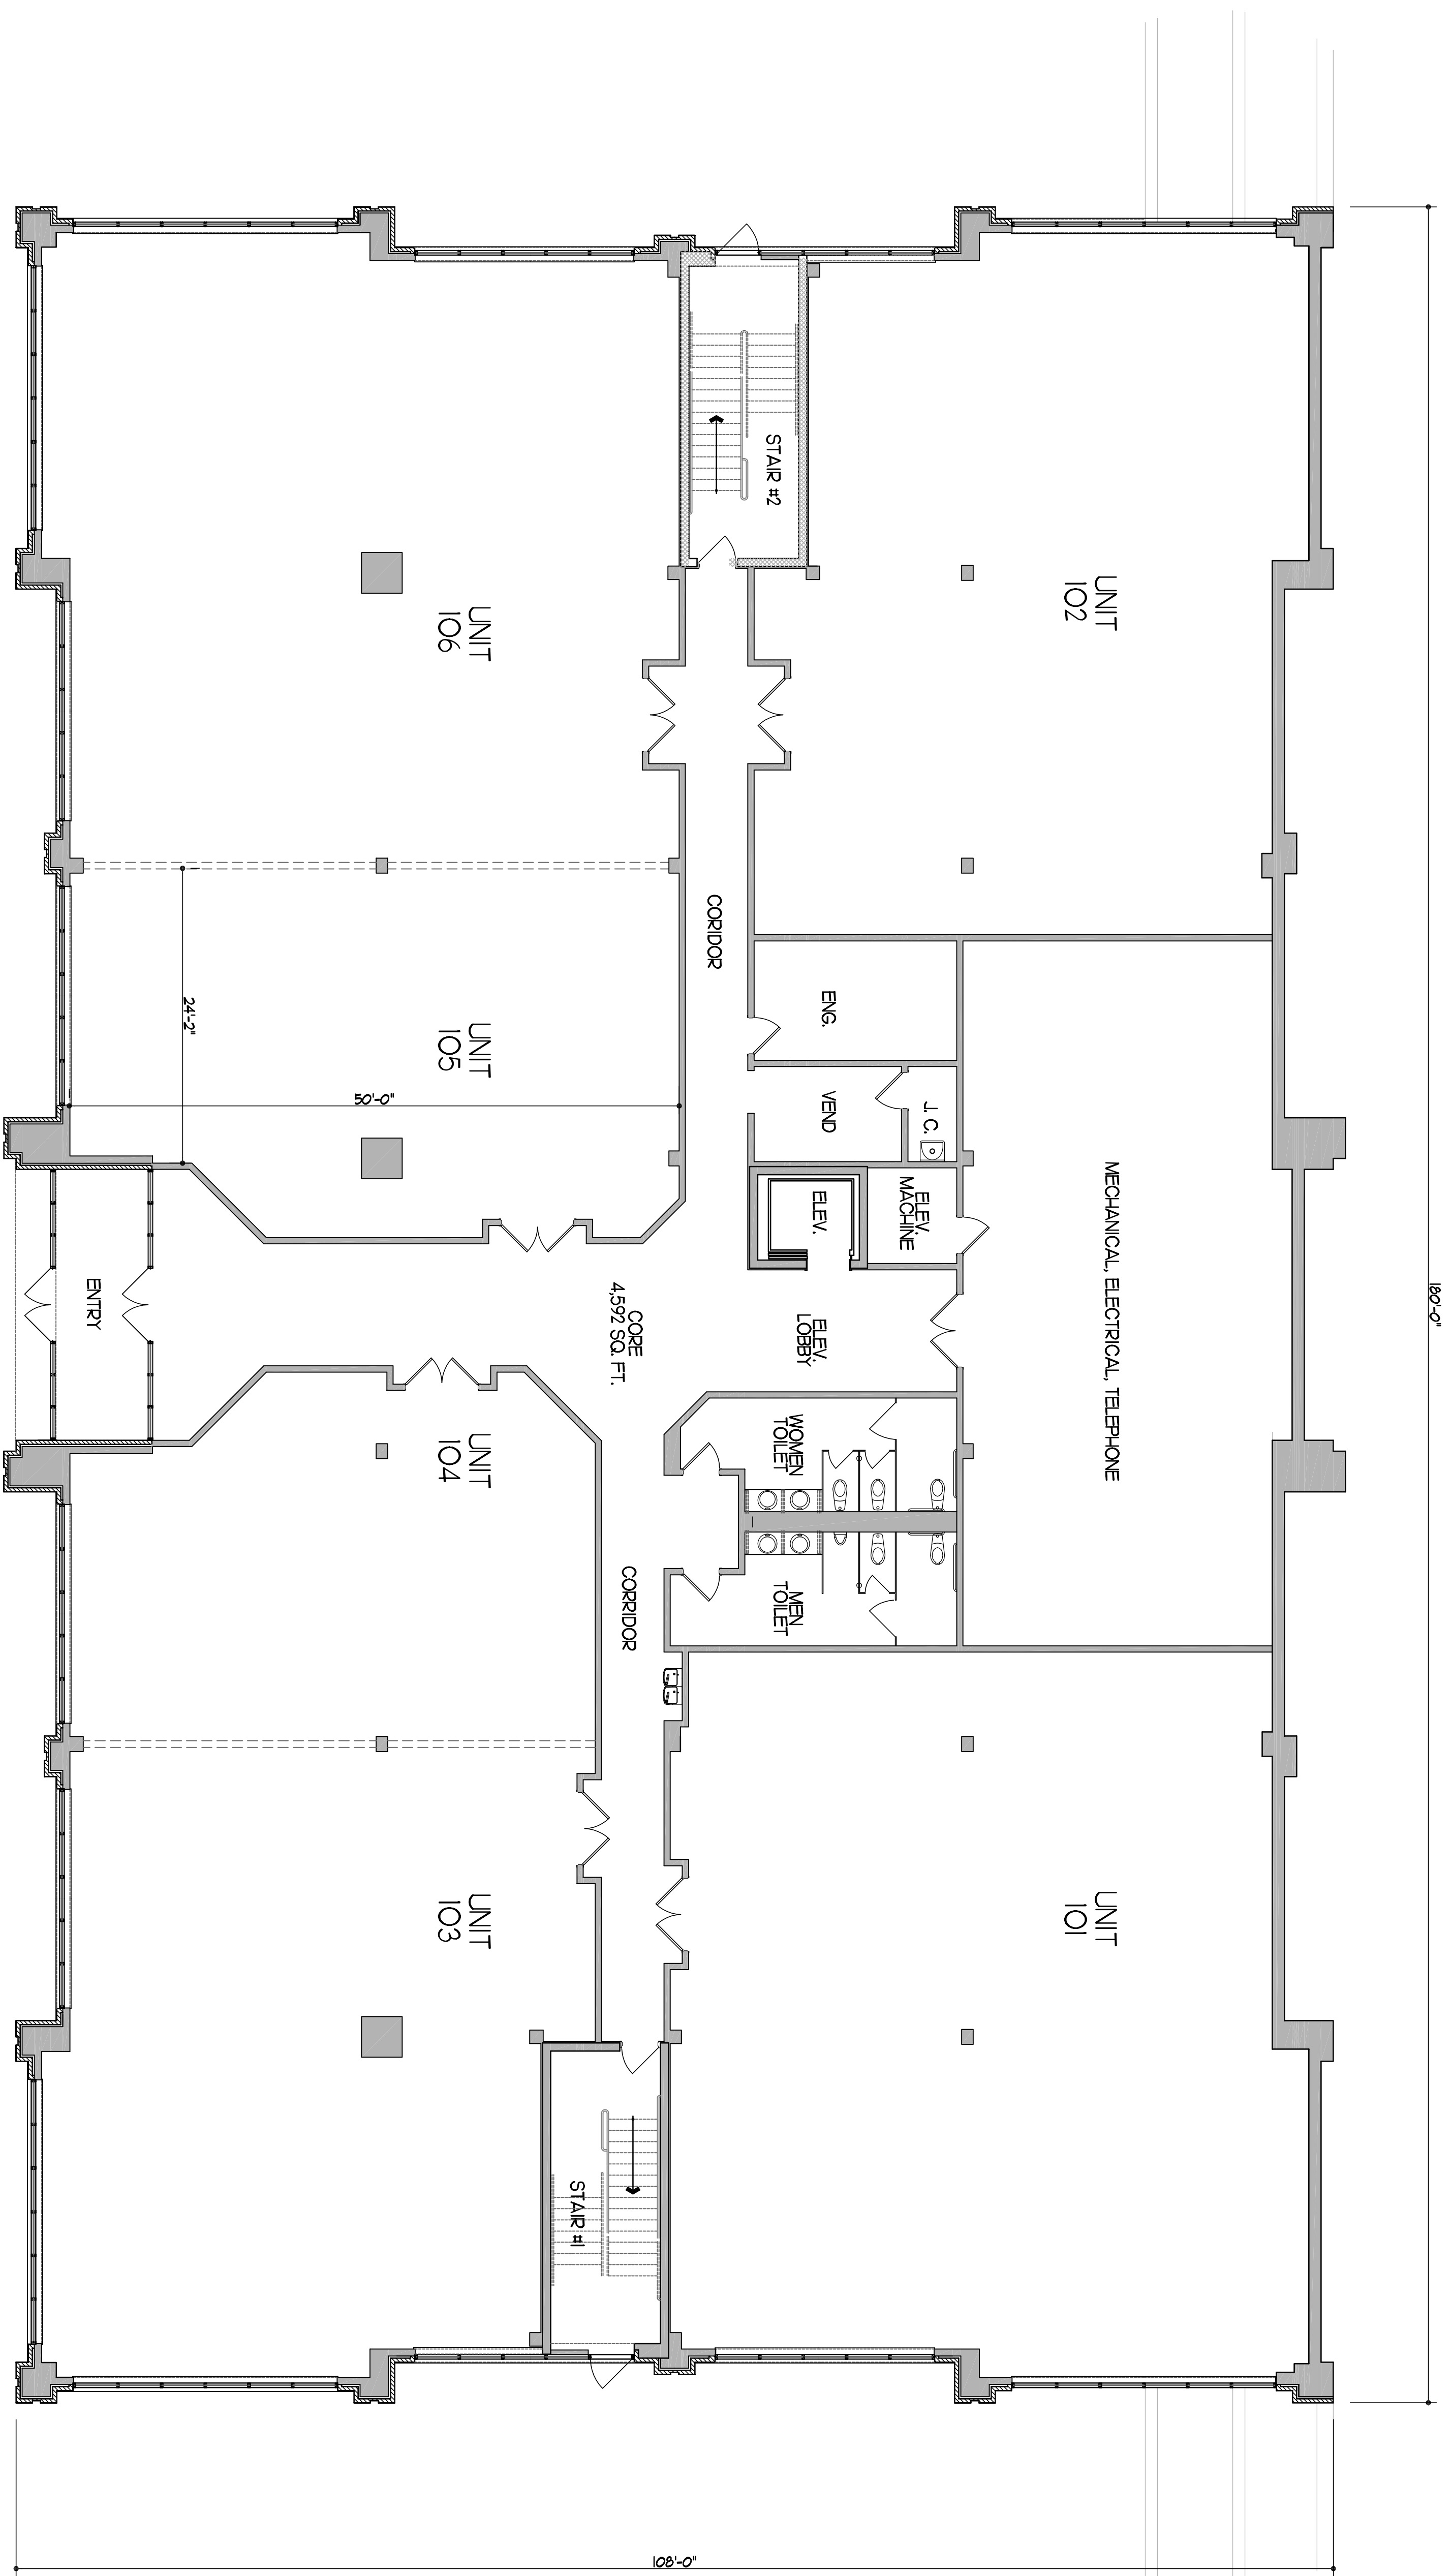 180'-0"
MECHANICAL, ELECTRICAL, TELEPHONE
UNIT
102
UNIT
101
J. C.
ELEV.
MACHINE
ENG.
VEND
ELEV.
ELEV.
LOBBY
WOMEN
TOILET
MEN
TOILET
STAIR #2
CORIDOR
CORE
4,592 SQ. FT.
CORRIDOR
STAIR #1
UNIT
106
UNIT
105
UNIT
104
UNIT
103
50'-0"
24'-2"
ENTRY
108'-0"